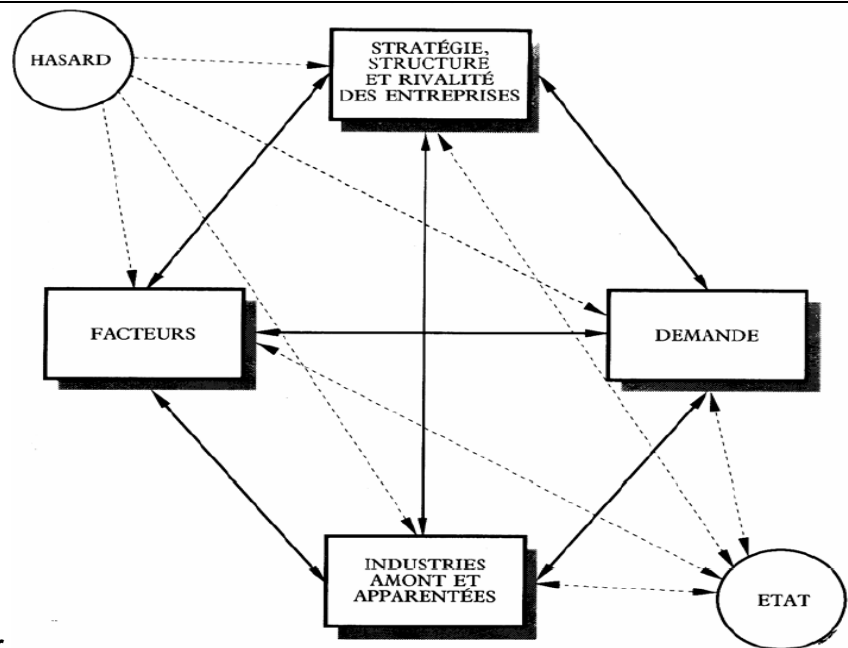 HASARD
STRATÉGIE,
STRUCTURE
ET RIVALITÉ
DES ENTREPRISES
FACTEURS
DEMANDE
INDUSTRIES
AMONT ET
APPARENTÉES
ETAT